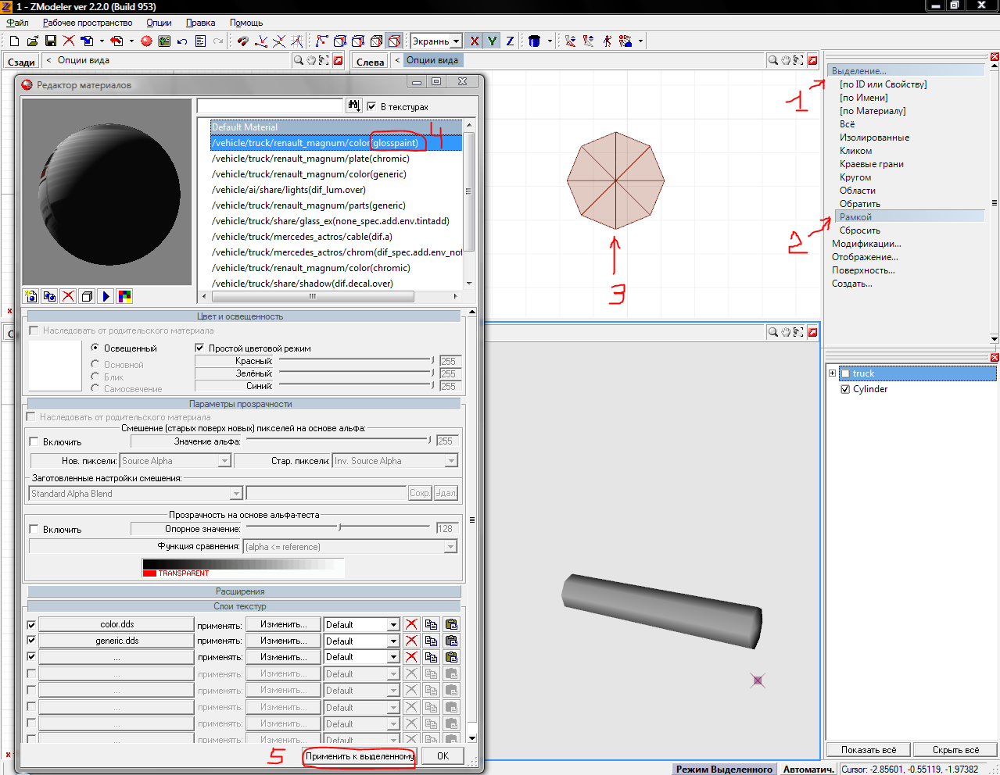 1 - ZModeler ver 2.2.0 (Build 953)
Файл Рабочее пространство Опции Правка Помощь
Экраннь X Y Z
Сзади < Опции вида
Слева < Опции вида
Редактор материалов
В текстурах
Default Material
/vehicle/truck/renault_magnum/color(glosspaint)
/vehicle/truck/renault_magnum/plate(chromic)
/vehicle/truck/renault_magnum/color(generic)
/vehicle/ai/share/lights(dif_lum.over)
/vehicle/truck/renault_magnum/parts(generic)
/vehicle/truck/share/glass_ex(none_spec.add.env.tintadd)
/vehicle/truck/mercedes_actros/cable(dif.a)
/vehicle/truck/mercedes_actros/chrom(dif_spec.add.env_nof
/vehicle/truck/renault_magnum/color(chromic)
/vehicle/truck/share/shadow(dif.decal.over)
4
Цвет и освещенность
Наследовать от родительского материала
Освещенный
Основной
Блик
Самосвечение
Простой цветовой режим
Красный: 255
Зелёный: 255
Синий: 255
Параметры прозрачности
Наследовать от родительского материала
Смешение (старых поверх новых) пикселей на основе альфа:
Включить Значение альфа: 255
Нов. пиксели: Source Alpha Стар. пиксели: Inv. Source Alpha
Заготовленные настройки смешения:
Standard Alpha Blend Сохр. Удал.
Прозрачность на основе альфа-теста
Включить Опорное значение: 128
Функция сравнения: (alpha <= reference)
TRANSPARENT
Расширения
Слои текстур
color.dds применять: Изменить... Default
generic.dds применять: Изменить... Default
... применять: Изменить... Default
... применять: Изменить... Default
... применять: Изменить... Default
... применять: Изменить... Default
... применять: Изменить... Default
... применять: Изменить... Default
5 Применить к выделенному OK
3
1
2
Выделение...
[по ID или Свойству]
[по Имени]
[по Материалу]
Всё
Изолированные
Кликом
Краевые грани
Кругом
Области
Обратить
Рамкой
Сбросить
Модификации...
Отображение...
Поверхность...
Создать...
truck
Cylinder
Показать всё Скрыть всё
Режим Выделенного Автоматич. Cursor: -2.85601, -0.55119, -1.97382